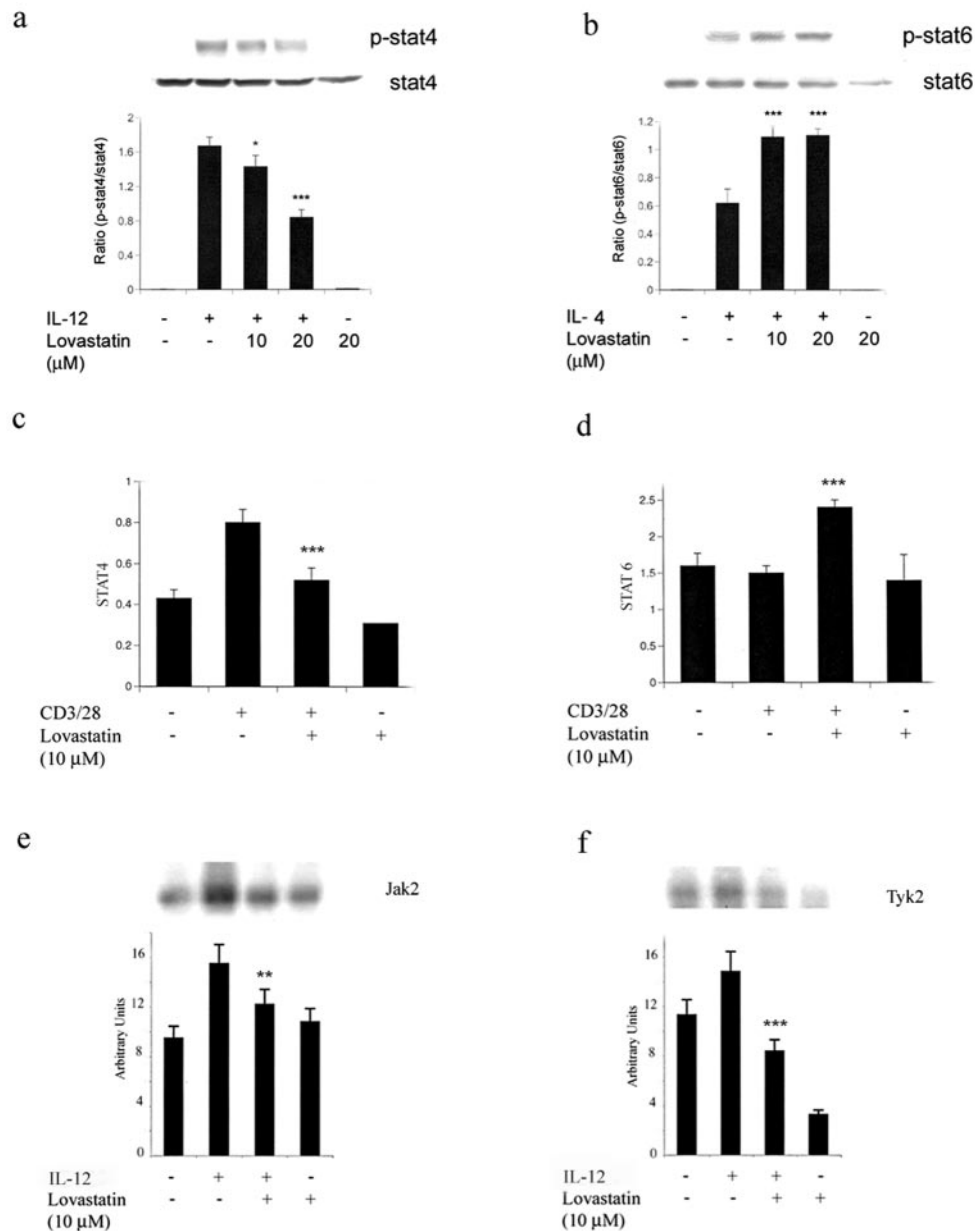 a
p-stat4
stat4
Ratio (p-stat4/stat4)
1.6
1.2
0.8
0.4
0
*
***
IL-12 - + + + -
Lovastatin - - 10 20 20
(µM)
b
p-stat6
stat6
Ratio (p-stat6/stat6)
1.2
1
0.8
0.6
0.4
0.2
0
***
***
IL- 4 - + + + -
Lovastatin - - 10 20 20
(µM)
c
STAT4
1
0.8
0.6
0.4
0.2
0
***
CD3/28 - + + -
Lovastatin - - + +
(10 µM)
d
STAT 6
2.5
2
1.5
1
0.5
0
***
CD3/28 - + + -
Lovastatin - - + +
(10 µM)
e
Jak2
Arbitrary Units
16
12
8
4
0
**
IL-12 - + + -
Lovastatin - - + +
(10 µM)
f
Tyk2
Arbitrary Units
16
12
8
4
0
***
IL-12 - + + -
Lovastatin - - + +
(10 µM)